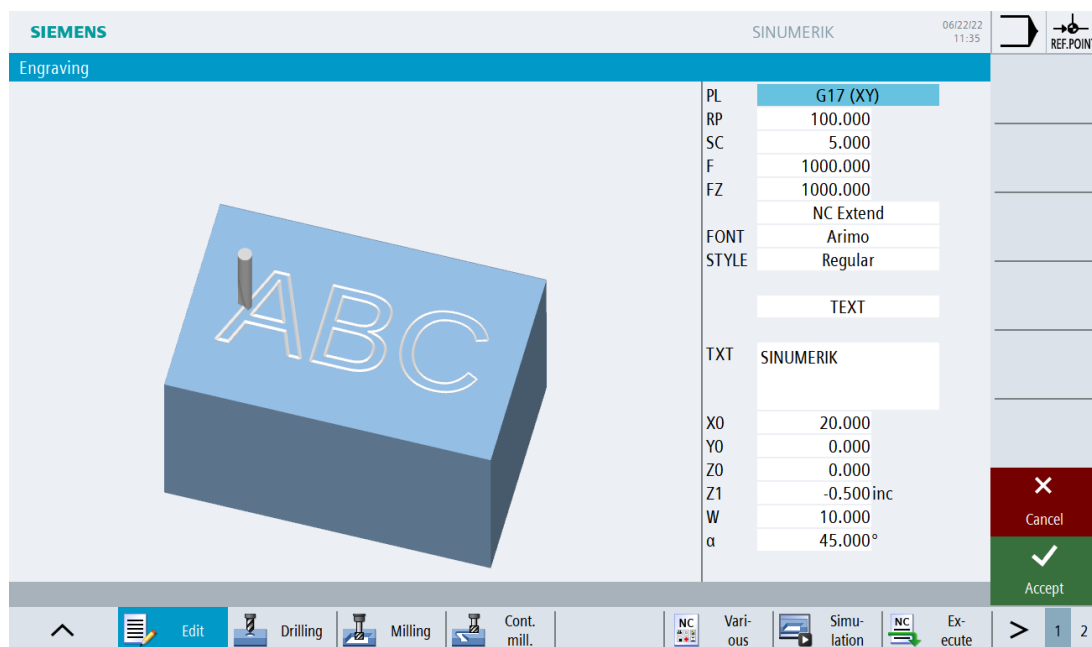 SIEMENS
SINUMERIK
06/22/22
11:35
REF.POIN
Engraving
PL G17 (XY)
RP 100.000
SC 5.000
F 1000.000
FZ 1000.000
NC Extend
FONT Arimo
STYLE Regular
TEXT
TXT SINUMERIK
X0 20.000
Y0 0.000
Z0 0.000
Z1 -0.500 inc
W 10.000
α 45.000°
ABC
Cancel
Accept
Edit
Drilling
Milling
Cont.
mill.
NC
Vari-
ous
Simu-
lation
NC
Ex-
ecute
> 1 2